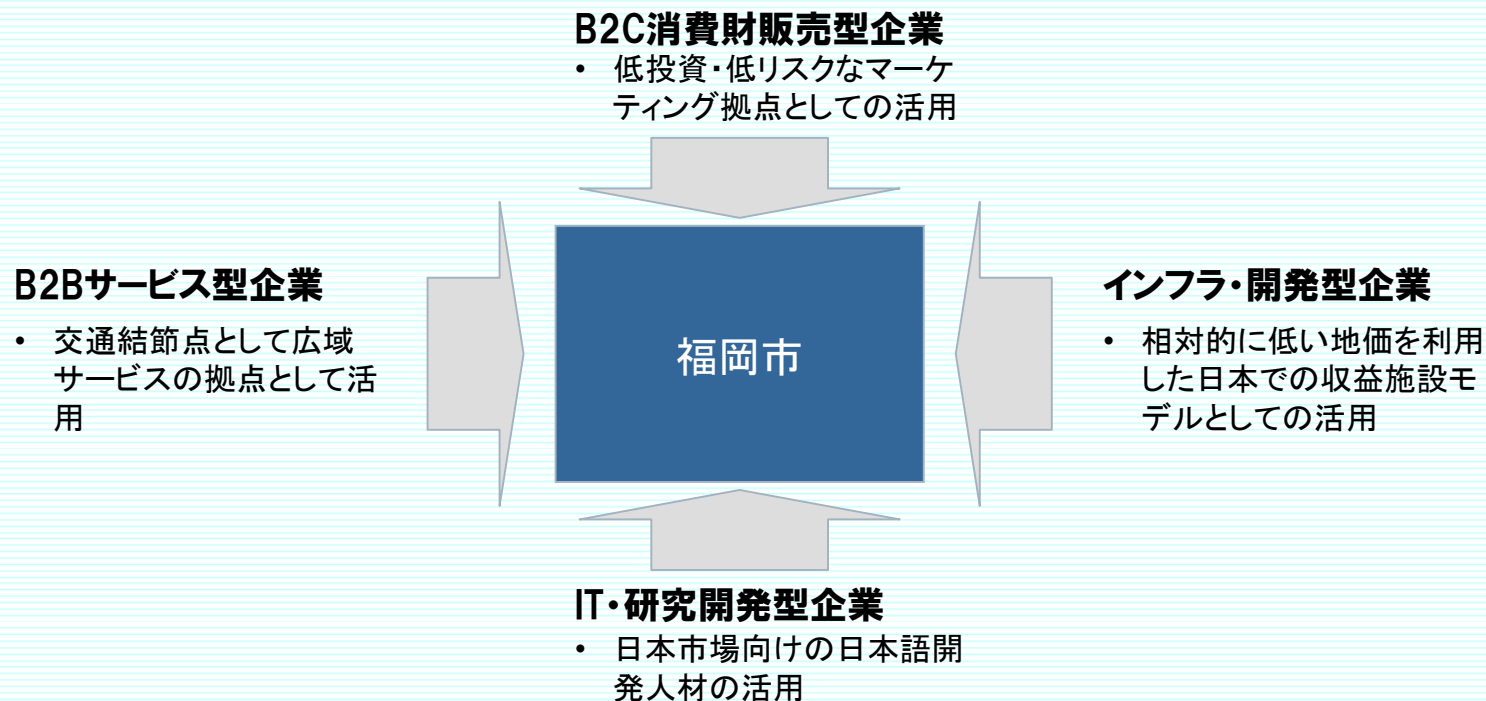 B2C消費財販売型企業
• 低投資・低リスクなマーケ
ティング拠点としての活用
B2Bサービス型企業
• 交通結節点として広域
サービスの拠点として活
用
福岡市
インフラ・開発型企業
• 相対的に低い地価を利用
した日本での収益施設モ
デルとしての活用
IT・研究開発型企業
• 日本市場向けの日本語開
発人材の活用